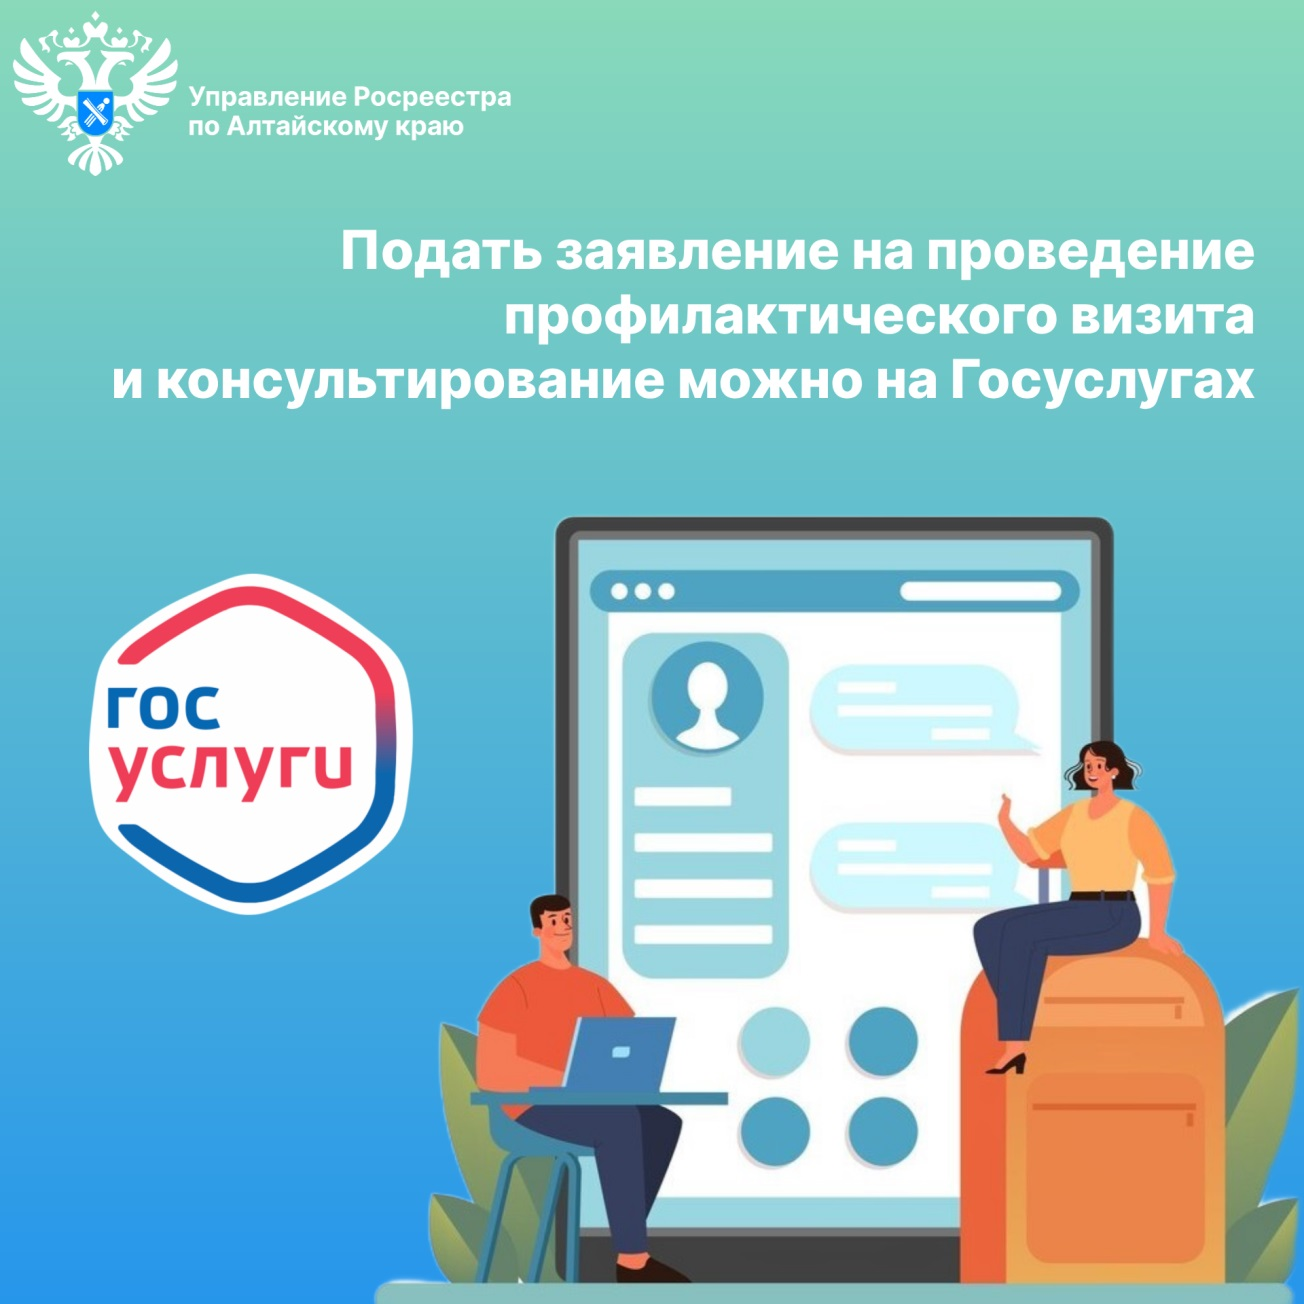 Управление Росреестра
по Алтайскому краю
Подать заявление на проведение
профилактического визита
и консультирование можно на Госуслугах
гос
услуги